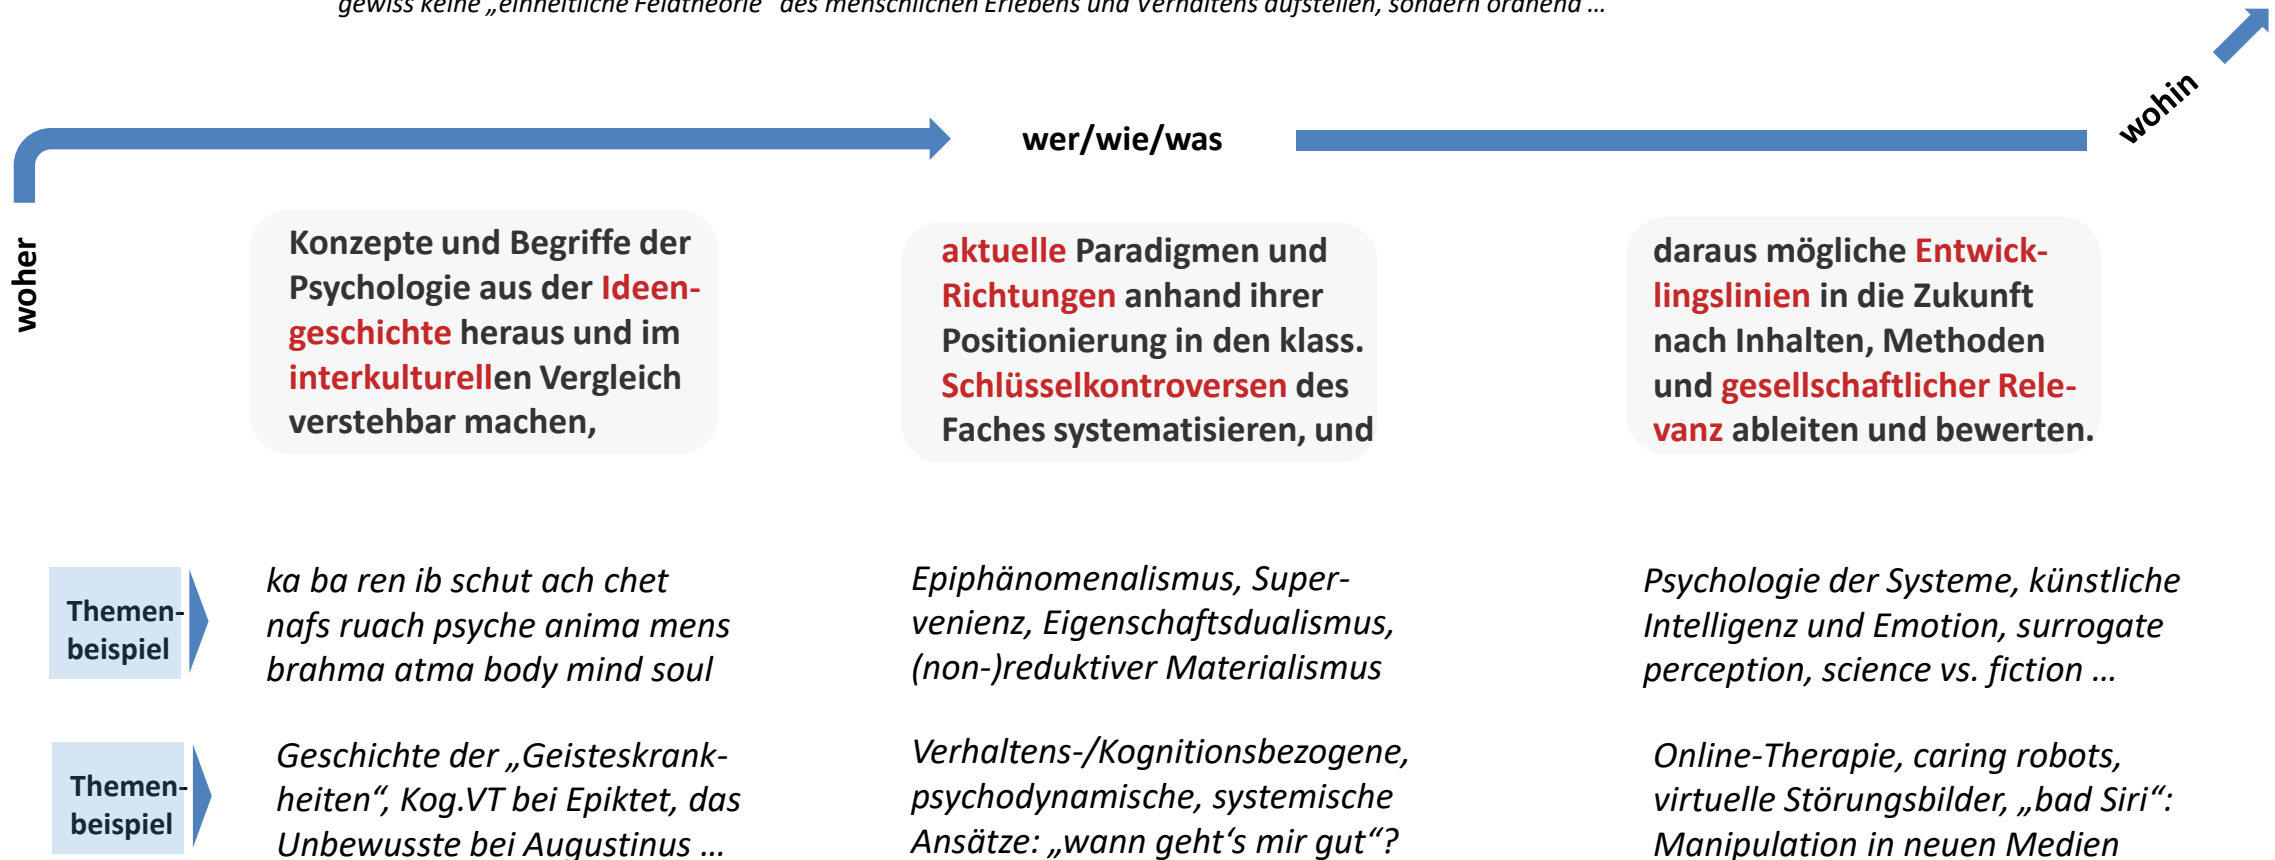 gewiss keine „einheitliche Feldtheorie“ des menschlichen Erlebens und Verhaltens aufstellen, sondern ordnend …
woher
wer/wie/was
wohin
Konzepte und Begriffe der
Psychologie aus der Ideen-
geschichte heraus und im
interkulturellen Vergleich
verstehbar machen,
aktuelle Paradigmen und
Richtungen anhand ihrer
Positionierung in den klass.
Schlüsselkontroversen des
Faches systematisieren, und
daraus mögliche Entwick-
lingslinien in die Zukunft
nach Inhalten, Methoden
und gesellschaftlicher Rele-
vanz ableiten und bewerten.
Themen-
beispiel
ka ba ren ib schut ach chet
nafs ruach psyche anima mens
brahma atma body mind soul
Epiphänomenalismus, Super-
venienz, Eigenschaftsdualismus,
(non-)reduktiver Materialismus
Psychologie der Systeme, künstliche
Intelligenz und Emotion, surrogate
perception, science vs. fiction …
Themen-
beispiel
Geschichte der „Geisteskrank-
heiten“, Kog.VT bei Epiktet, das
Unbewusste bei Augustinus …
Verhaltens-/Kognitionsbezogene,
psychodynamische, systemische
Ansätze: „wann geht‘s mir gut“?
Online-Therapie, caring robots,
virtuelle Störungsbilder, „bad Siri“:
Manipulation in neuen Medien